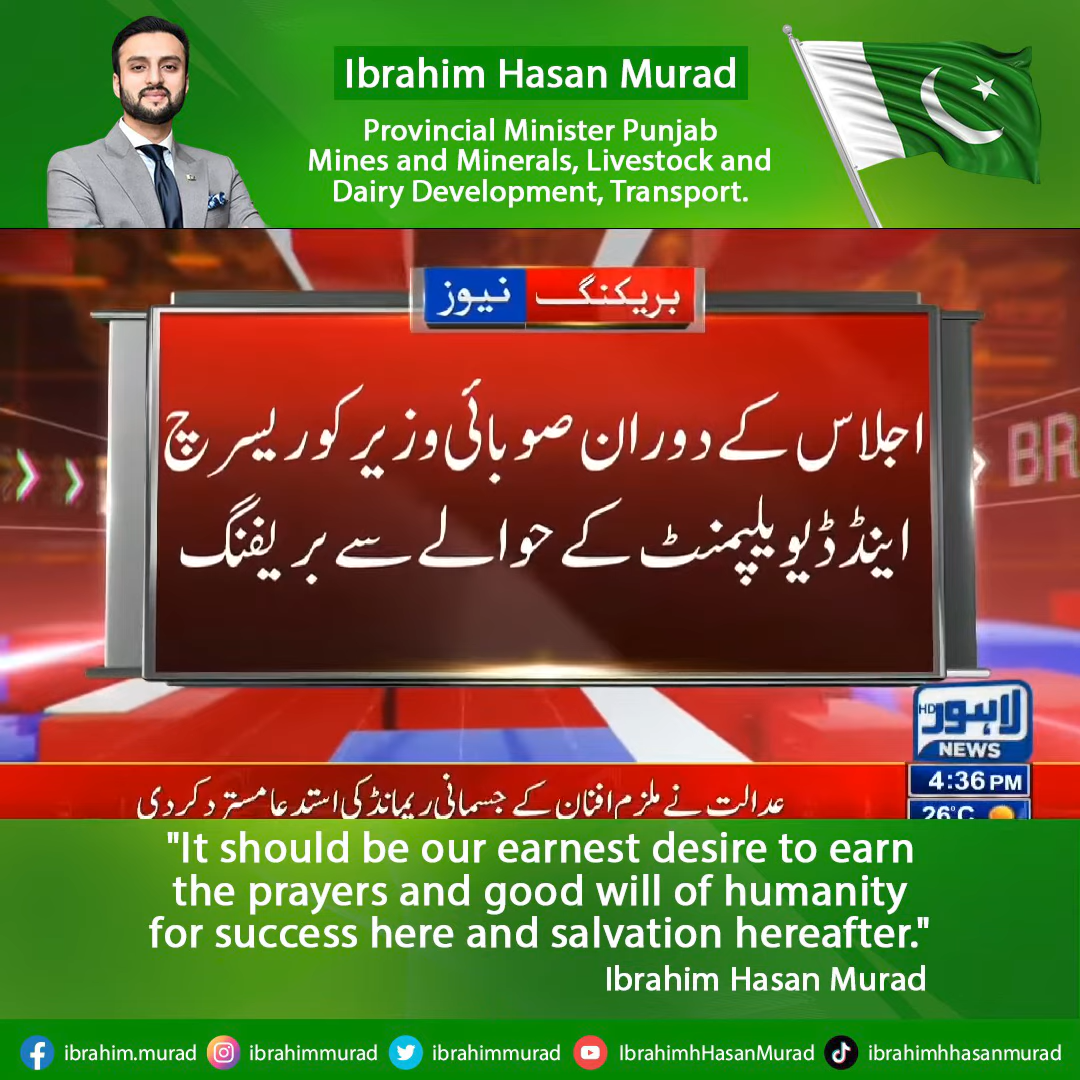 Ibrahim Hasan Murad
Provincial Minister Punjab
Mines and Minerals, Livestock and
Dairy Development, Transport.
بریکنگ نیوز
اجلاس کے دوران صوبائی وزیر کو ریسرچ
اینڈ ڈیویلپمنٹ کے حوالے سے بریفنگ
BR
لاہور
HD
NEWS
4:36 PM
عدالت نے ملزم افنان کے جسمانی ریمانڈ کی استدعا مسترد کردی
26°C
"It should be our earnest desire to earn
the prayers and good will of humanity
for success here and salvation hereafter."
Ibrahim Hasan Murad
ibrahim.murad ibrahimmurad ibrahimmurad IbrahimhHasanMurad ibrahimhhasanmurad